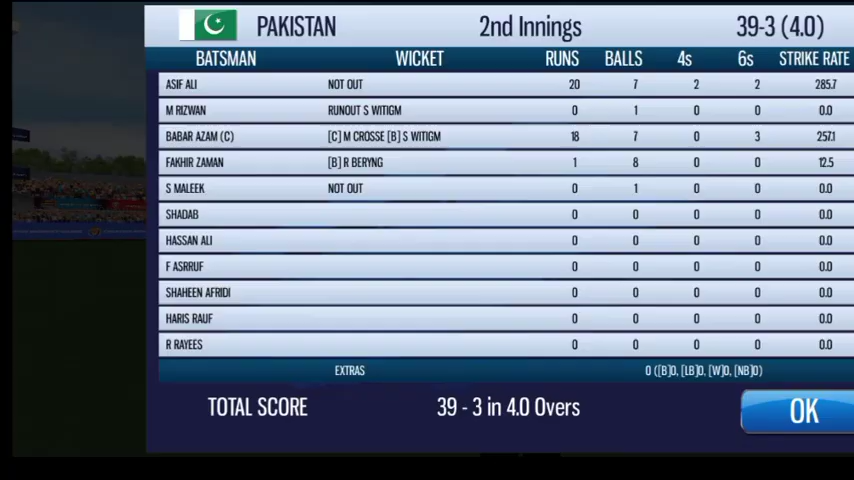 PAKISTAN 2nd Innings 39-3 (4.0)
BATSMAN WICKET RUNS BALLS 4s 6s STRIKE RATE
ASIF ALI NOT OUT 20 7 2 2 285.7
M RIZWAN RUNOUT S WITIGM 0 1 0 0 0.0
BABAR AZAM (C) [C] M CROSSE [B] S WITIGM 18 7 0 3 257.1
FAKHIR ZAMAN [B] R BERYNG 1 8 0 0 12.5
S MALEEK NOT OUT 0 1 0 0 0.0
SHADAB 0 0 0 0 0.0
HASSAN ALI 0 0 0 0 0.0
F ASRRUF 0 0 0 0 0.0
SHAHEEN AFRIDI 0 0 0 0 0.0
HARIS RAUF 0 0 0 0 0.0
R RAYEES 0 0 0 0 0.0
EXTRAS 0 ([B]0, [LB]0, [W]0, [NB]0)
TOTAL SCORE 39 - 3 in 4.0 Overs OK